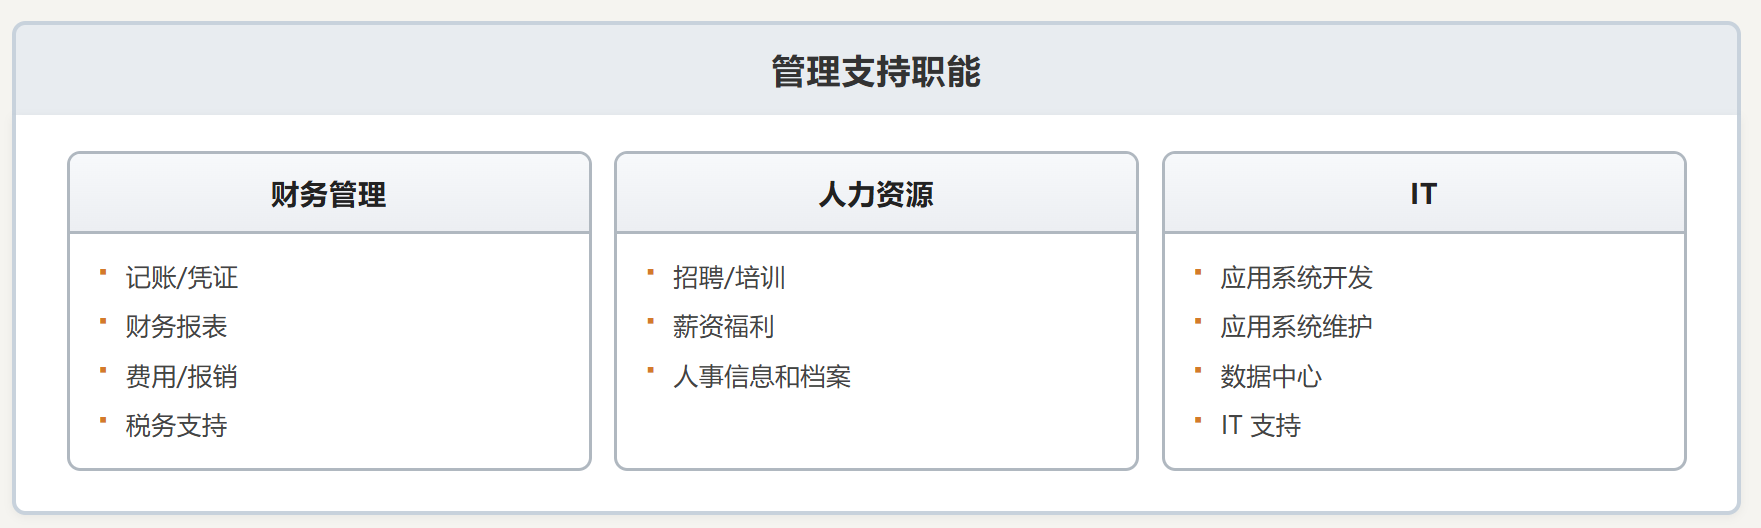 管理支持职能
财务管理
记账/凭证
财务报表
费用/报销
税务支持
人力资源
招聘/培训
薪资福利
人事信息和档案
IT
应用系统开发
应用系统维护
数据中心
IT 支持